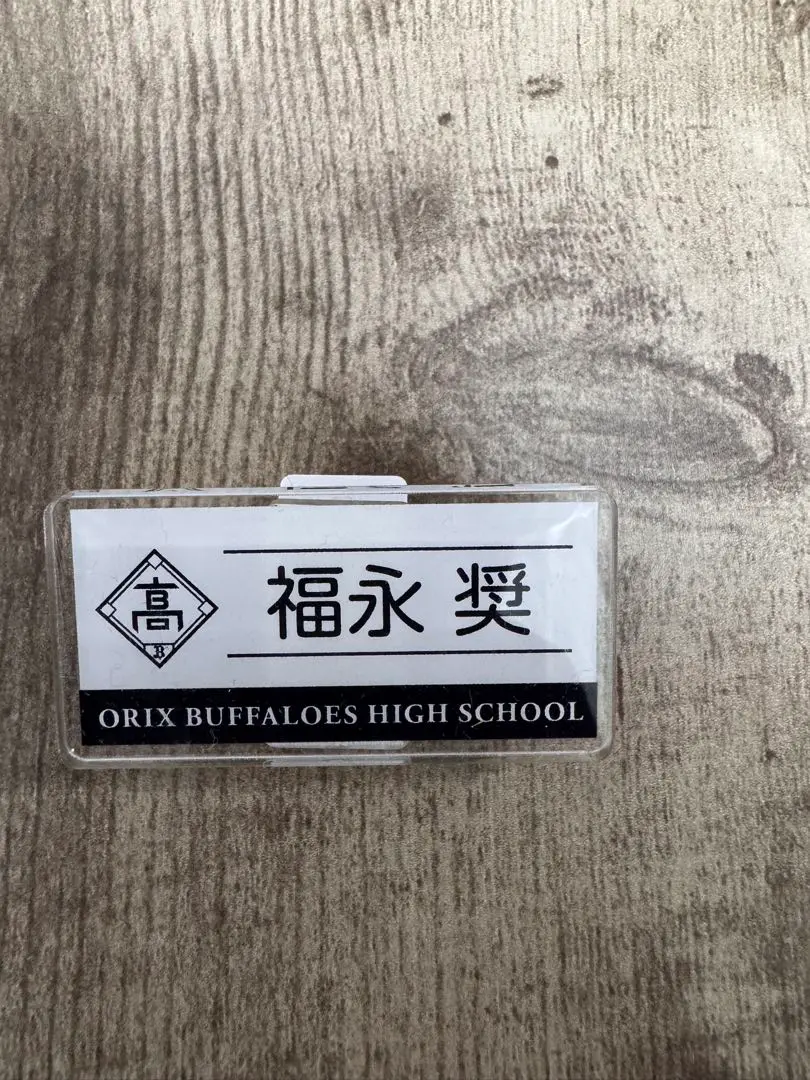 高
B
福永 奨
ORIX BUFFALOES HIGH SCHOOL